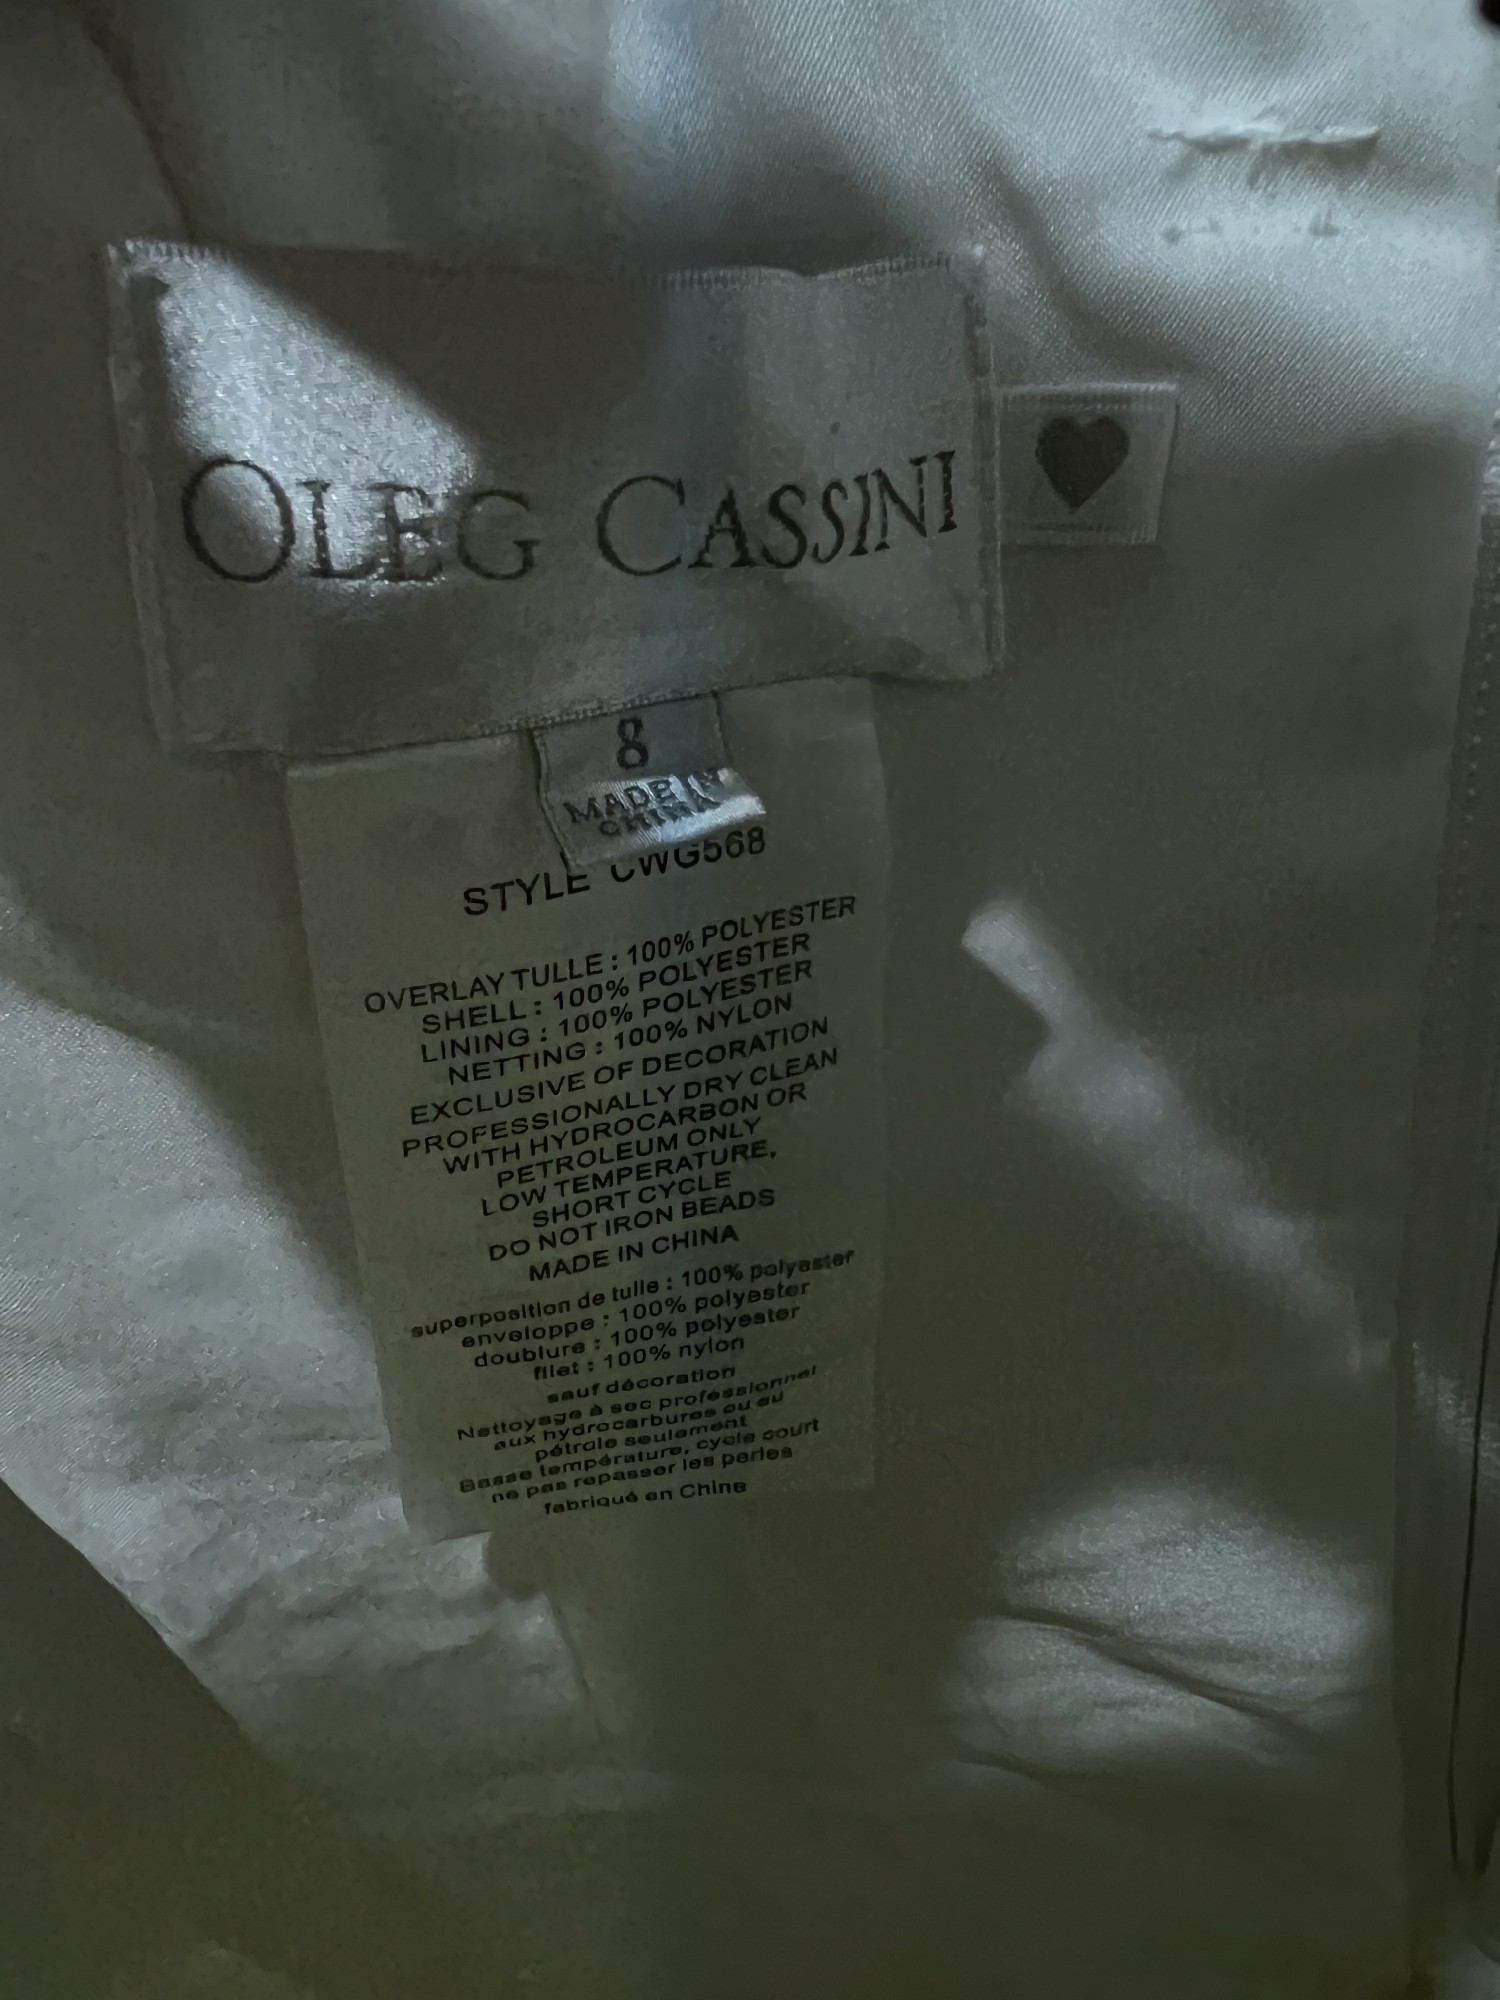 OLEG CASSINI
8
MADE IN
CHINA
STYLE CWG568
OVERLAY TULLE : 100% POLYESTER
SHELL : 100% POLYESTER
LINING : 100% POLYESTER
NETTING : 100% NYLON
EXCLUSIVE OF DECORATION
PROFESSIONALLY DRY CLEAN
WITH HYDROCARBON OR
PETROLEUM ONLY
LOW TEMPERATURE,
SHORT CYCLE
DO NOT IRON BEADS
MADE IN CHINA
superposition de tulle : 100% polyester
enveloppe : 100% polyester
doublure : 100% polyester
filet : 100% nylon
sauf décoration
Nettoyage à sec professionnel
aux hydrocarbures ou au
pétrole seulement
Basse température, cycle court
ne pas repasser les perles
fabriqué en Chine